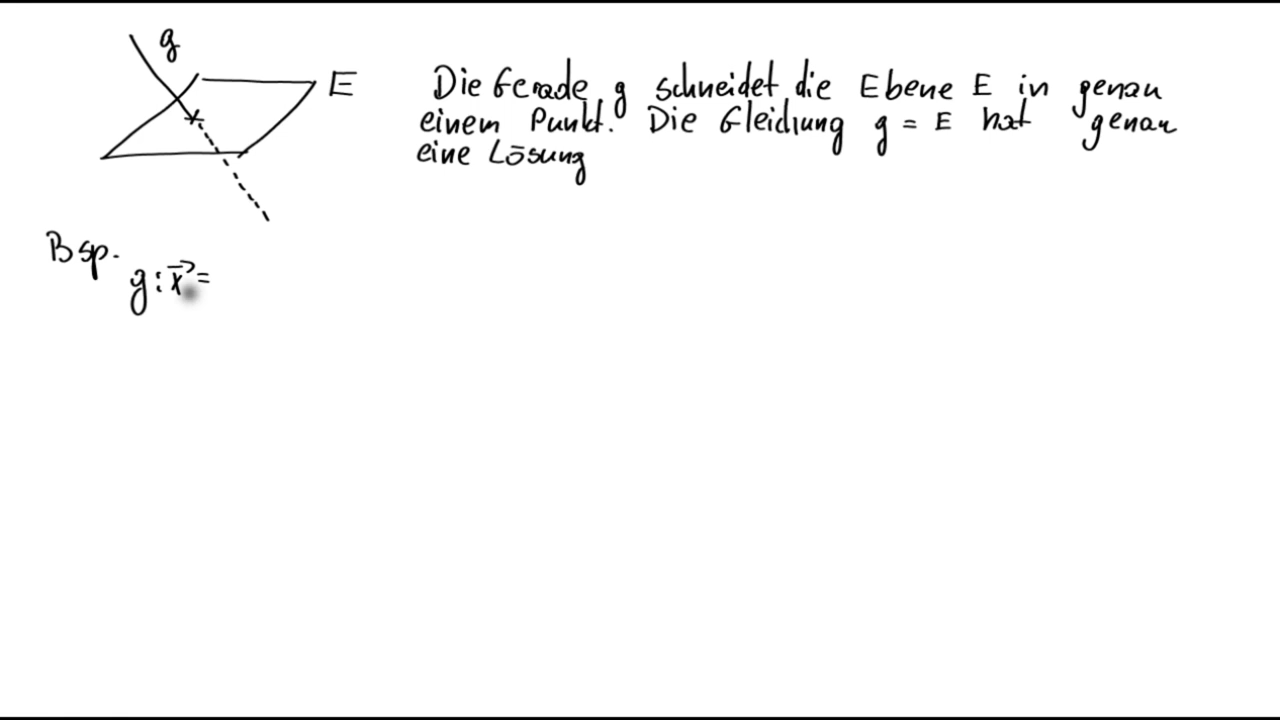 g
E
Die Gerade g schneidet die Ebene E in genau
einem Punkt. Die Gleichung g = E hat genau
eine Lösung
Bsp.
g: x⃗ =